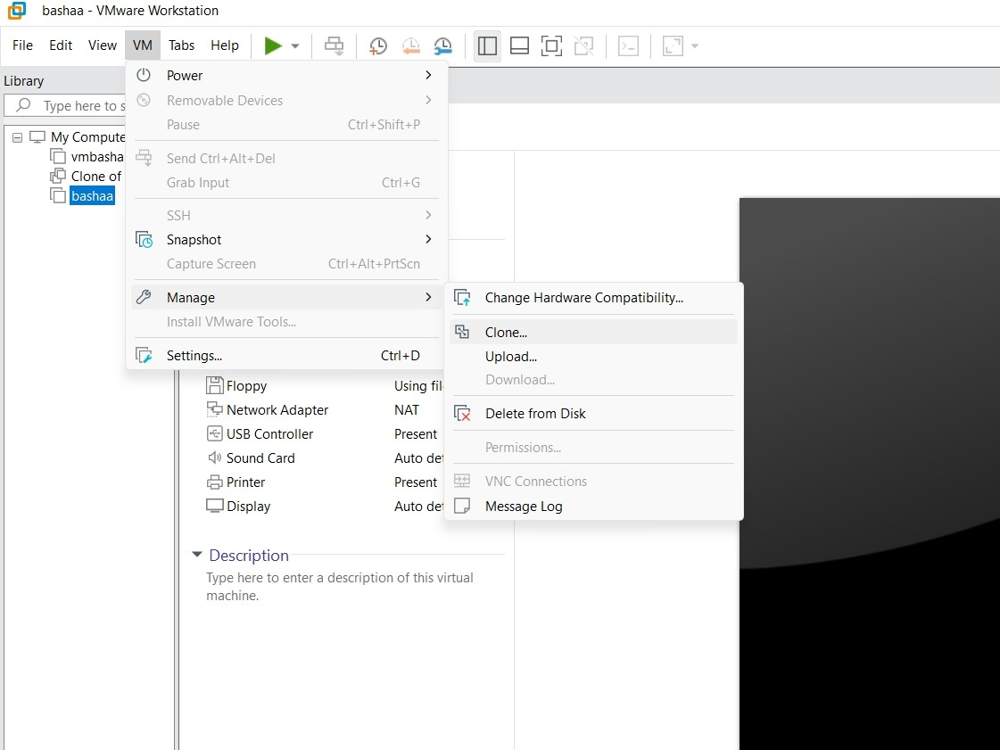 bashaa - VMware Workstation
File Edit View VM Tabs Help
Library
Type here to s
My Compute
vmbasha
Clone of
bashaa
Power
Removable Devices
Pause Ctrl+Shift+P
Send Ctrl+Alt+Del
Grab Input Ctrl+G
SSH
Snapshot
Capture Screen Ctrl+Alt+PrtScn
Manage
Install VMware Tools...
Settings... Ctrl+D
Change Hardware Compatibility...
Clone...
Upload...
Download...
Delete from Disk
Permissions...
VNC Connections
Message Log
Floppy Using fil
Network Adapter NAT
USB Controller Present
Sound Card Auto det
Printer Present
Display Auto det
Description
Type here to enter a description of this virtual
machine.